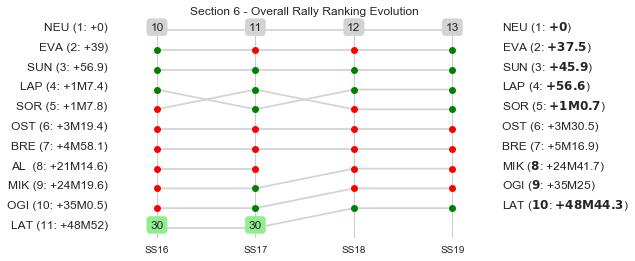 Section 6 - Overall Rally Ranking Evolution
NEU (1: +0) 10 11 12 13 NEU (1: +0)
EVA (2: +39) EVA (2: +37.5)
SUN (3: +56.9) SUN (3: +45.9)
LAP (4: +1M7.4) LAP (4: +56.6)
SOR (5: +1M7.8) SOR (5: +1M0.7)
OST (6: +3M19.4) OST (6: +3M30.5)
BRE (7: +4M58.1) BRE (7: +5M16.9)
AL (8: +21M14.6) MIK (8: +24M41.7)
MIK (9: +24M19.6) OGI (9: +35M25)
OGI (10: +35M0.5) LAT (10: +48M44.3)
LAT (11: +48M52) 30 30
SS16 SS17 SS18 SS19